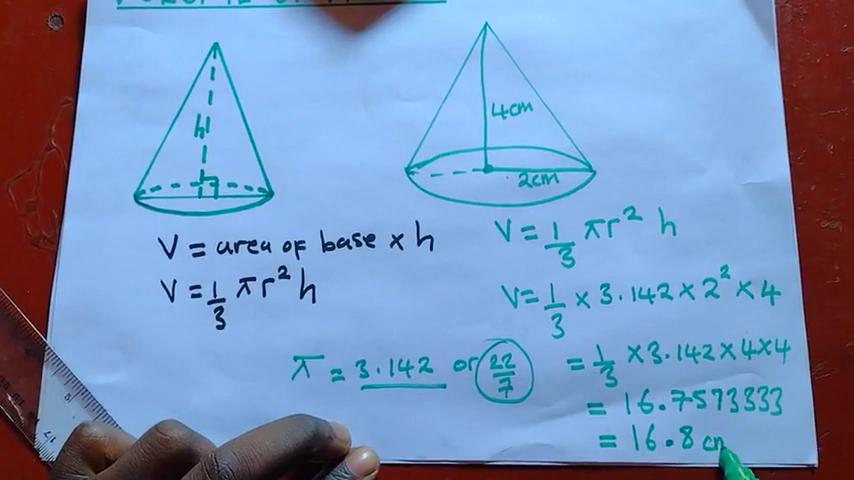 h
4cm
2cm
V = area of base × h
V = 1/3 πr² h
π = 3.142 or 22/7
V = 1/3 πr² h
V = 1/3 × 3.142 × 2² × 4
= 1/3 × 3.142 × 4 × 4
= 16.7573333
= 16.8 cm